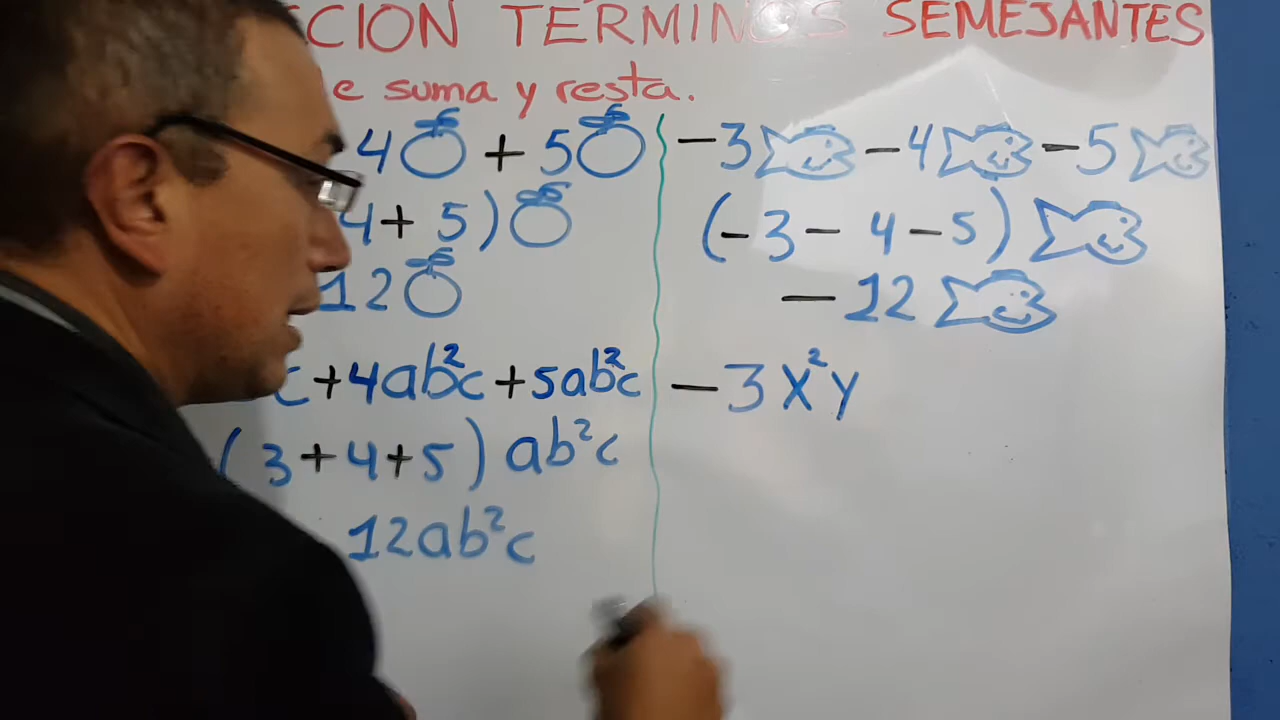 CCION TERMINOS SEMEJANTES
e suma y resta.
4 + 5
4 + 5)
12
c + 4ab²c + 5ab²c
(3 + 4 + 5) ab²c
12ab²c
- 3 - 4 - 5
(- 3 - 4 - 5)
- 12
- 3x²y